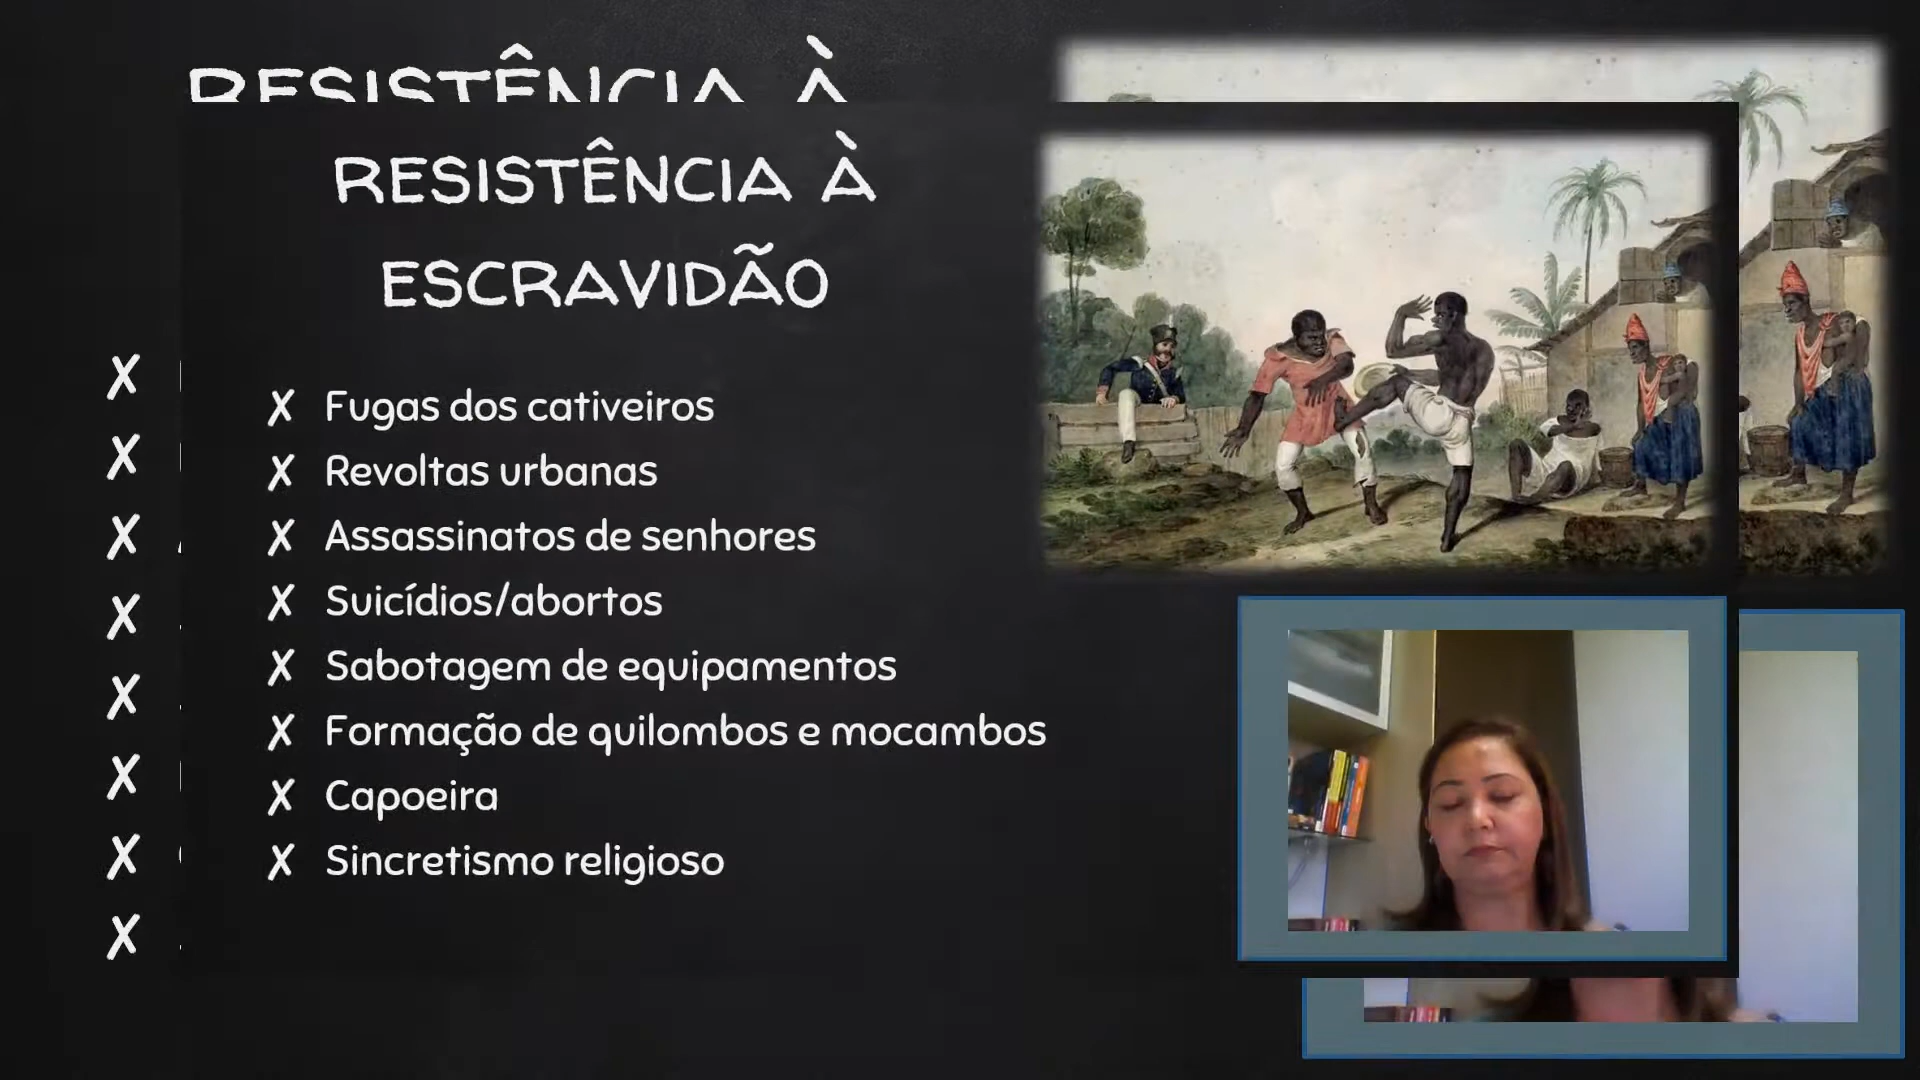 RESISTÊNCIA À
RESISTÊNCIA À
ESCRAVIDÃO
✗ Fugas dos cativeiros
✗ Revoltas urbanas
✗ Assassinatos de senhores
✗ Suicídios/abortos
✗ Sabotagem de equipamentos
✗ Formação de quilombos e mocambos
✗ Capoeira
✗ Sincretismo religioso